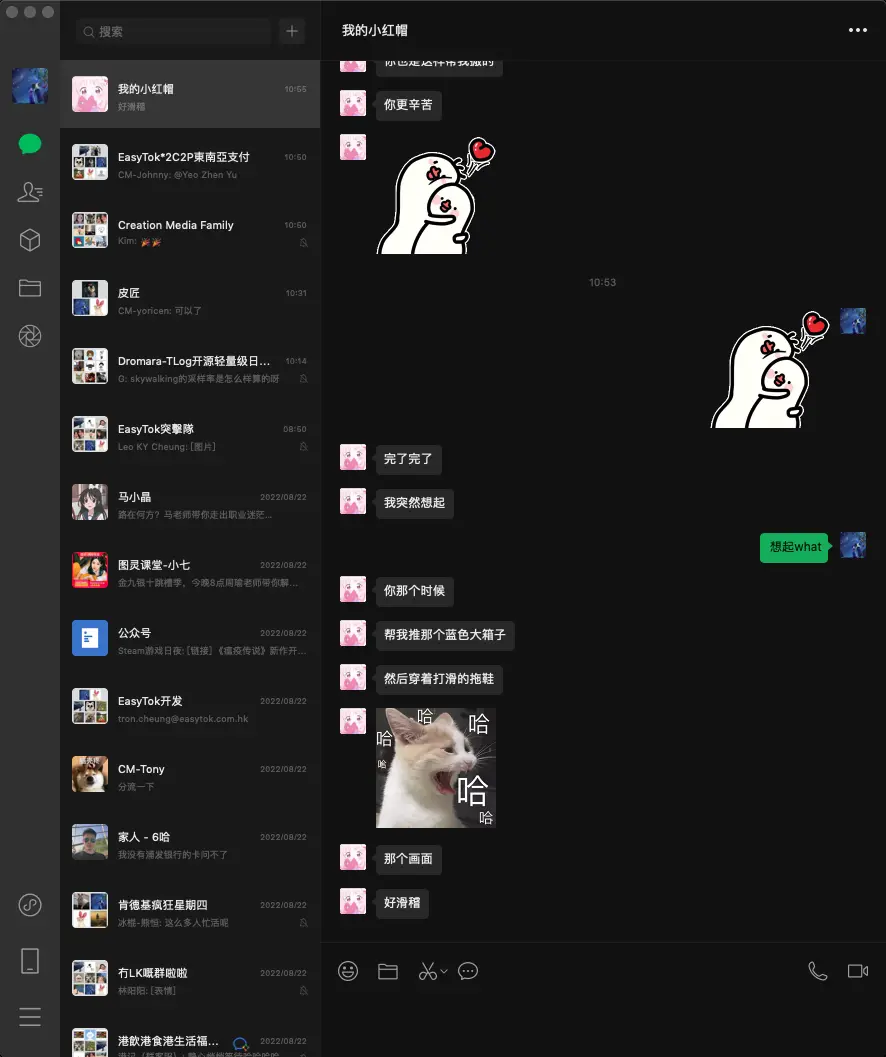 搜索
我的小红帽
10:55
好滑稽
EasyTok*2C2P東南亞支付
10:50
CM-Johnny: @Yeo Zhen Yu
Creation Media Family
10:50
Kim: 🎉🎉
皮匠
10:31
CM-yoricen: 可以了
Dromara-TLog开源轻量级日...
10:14
G: skywalking的采样率是怎么样算的呀
EasyTok突擊隊
08:50
Leo KY Cheung: [图片]
马小晶
2022/08/22
路在何方？马老师带你走出职业迷茫...
图灵课堂-小七
2022/08/22
金九银十跳槽季，今晚8点周瑜老师带你解...
公众号
2022/08/22
Steam游戏日夜: [链接] 《瘟疫传说》新作开...
EasyTok开发
2022/08/22
tron.cheung@easytok.com.hk
CM-Tony
2022/08/22
分流一下
家人 - 6哈
2022/08/22
我没有浦发银行的卡问不了
肯德基疯狂星期四
2022/08/22
冰糕-熊恒: 这么多人忙活呢
冇LK嘅群啦啦
2022/08/22
林阳阳: [表情]
港飲港食港生活福...
2022/08/22
我的小红帽
你也是这样帮我搬的
你更辛苦
10:53
完了完了
我突然想起
想起what
你那个时候
帮我推那个蓝色大箱子
然后穿着打滑的拖鞋
哈
哈
哈
哈
哈
哈
那个画面
好滑稽